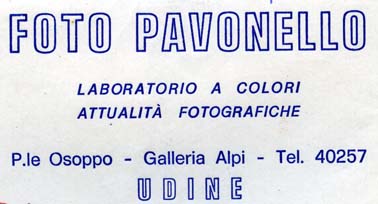 FOTO PAVONELLO
LABORATORIO A COLORI
ATTUALITÀ FOTOGRAFICHE
P.le Osoppo - Galleria Alpi - Tel. 40257
UDINE